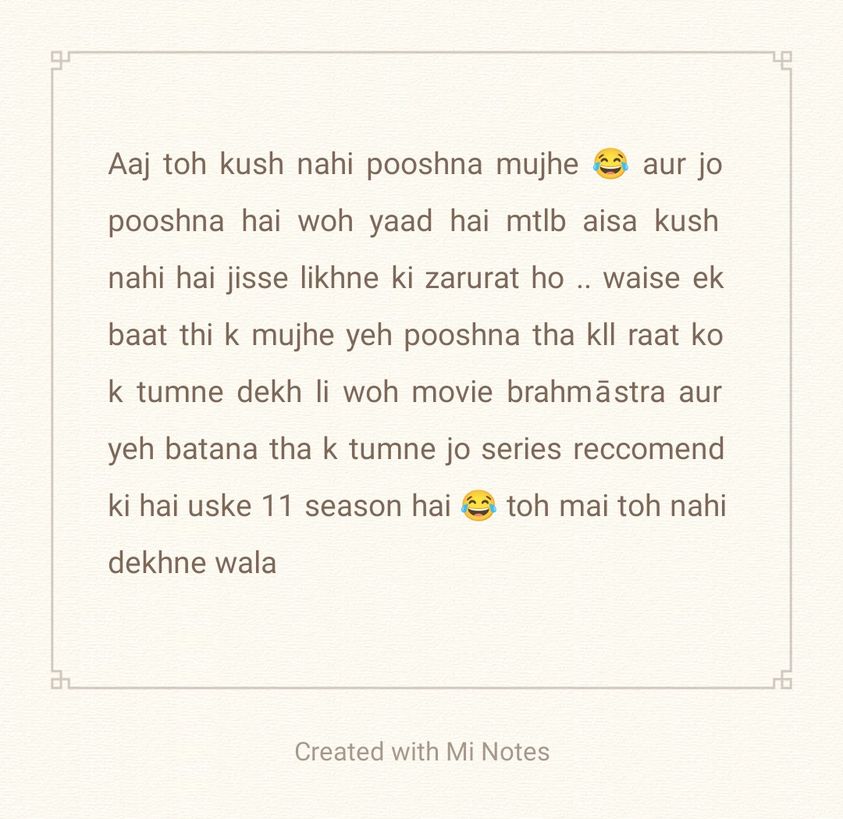 Aaj toh kush nahi pooshna mujhe 😂 aur jo
pooshna hai woh yaad hai mtlb aisa kush
nahi hai jisse likhne ki zarurat ho .. waise ek
baat thi k mujhe yeh pooshna tha kll raat ko
k tumne dekh li woh movie brahmāstra aur
yeh batana tha k tumne jo series reccomend
ki hai uske 11 season hai 😂 toh mai toh nahi
dekhne wala
Created with Mi Notes